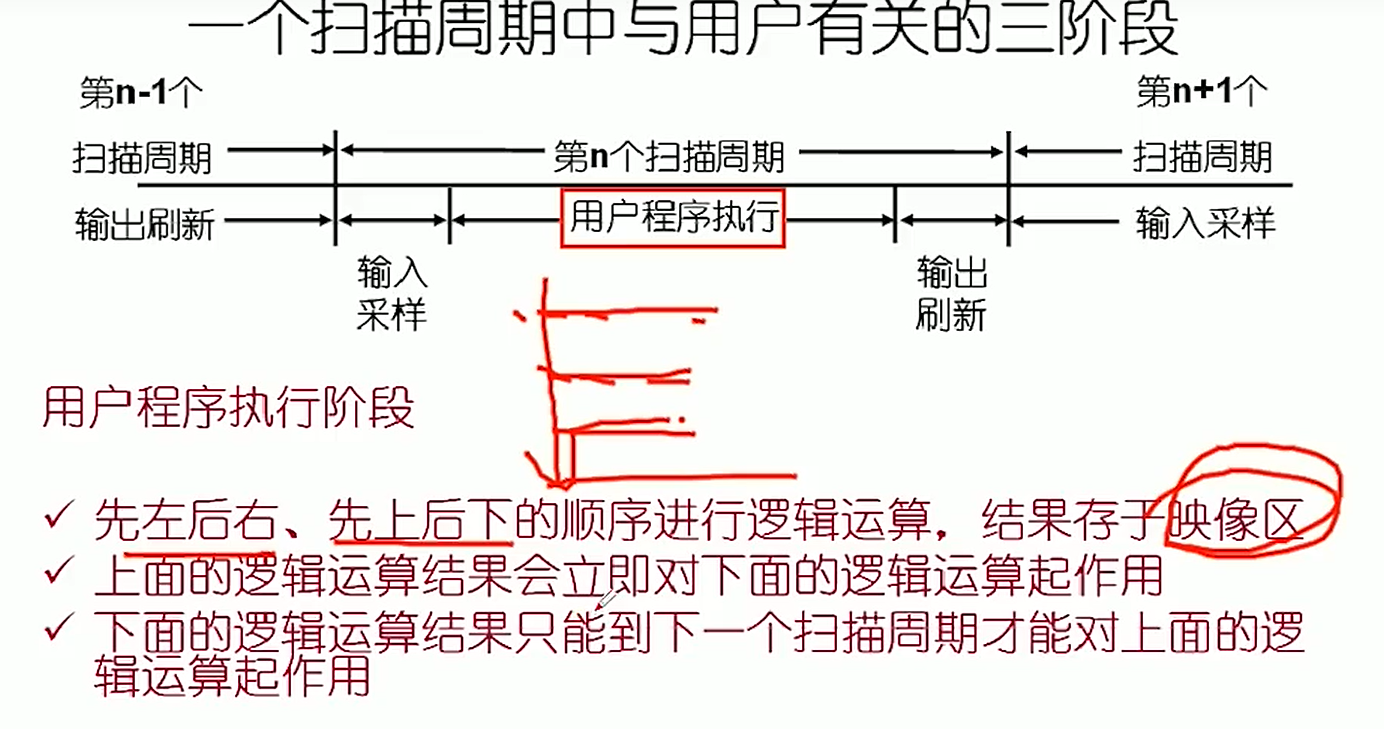 一个扫描周期中与用户有关的三阶段
第n-1个
第n+1个
扫描周期
第n个扫描周期
扫描周期
输出刷新
用户程序执行
输入采样
输入
采样
输出
刷新
用户程序执行阶段
✓ 先左后右、先上后下的顺序进行逻辑运算，结果存于映像区
✓ 上面的逻辑运算结果会立即对下面的逻辑运算起作用
✓ 下面的逻辑运算结果只能到下一个扫描周期才能对上面的逻
辑运算起作用